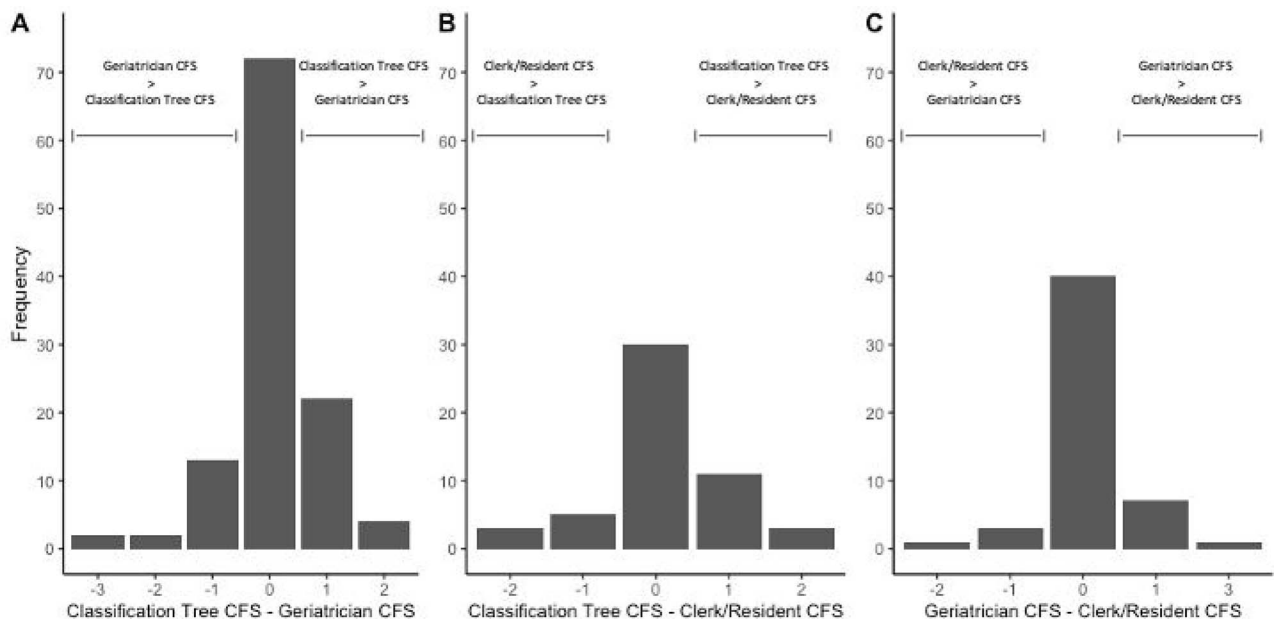 A
Geriatrician CFS
>
Classification Tree CFS
Classification Tree CFS
>
Geriatrician CFS
Frequency
70
60
50
40
30
20
10
0
-3 -2 -1 0 1 2
Classification Tree CFS - Geriatrician CFS
B
Clerk/Resident CFS
>
Classification Tree CFS
Classification Tree CFS
>
Clerk/Resident CFS
70
60
50
40
30
20
10
0
-2 -1 0 1 2
Classification Tree CFS - Clerk/Resident CFS
C
Clerk/Resident CFS
>
Geriatrician CFS
Geriatrician CFS
>
Clerk/Resident CFS
70
60
50
40
30
20
10
0
-2 -1 0 1 3
Geriatrician CFS - Clerk/Resident CFS